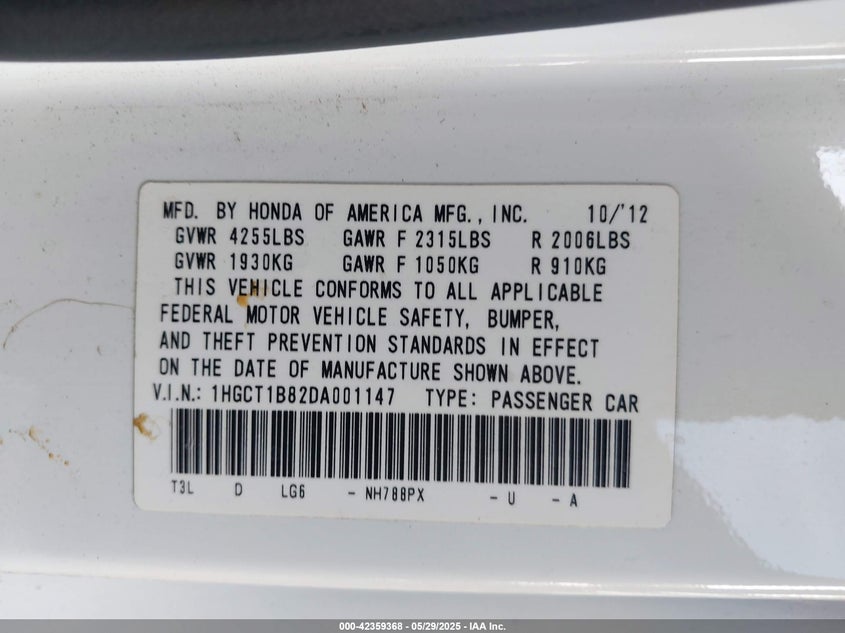 MFD. BY HONDA OF AMERICA MFG., INC. 10/'12
GVWR 4255LBS GAWR F 2315LBS R 2006LBS
GVWR 1930KG GAWR F 1050KG R 910KG
THIS VEHICLE CONFORMS TO ALL APPLICABLE
FEDERAL MOTOR VEHICLE SAFETY, BUMPER,
AND THEFT PREVENTION STANDARDS IN EFFECT
ON THE DATE OF MANUFACTURE SHOWN ABOVE.
V.I.N.: 1HGCT1B82DA001147 TYPE: PASSENGER CAR
T3L D LG6 - NH788PX - U - A
000-42359368 - 05/29/2025 - IAA Inc.